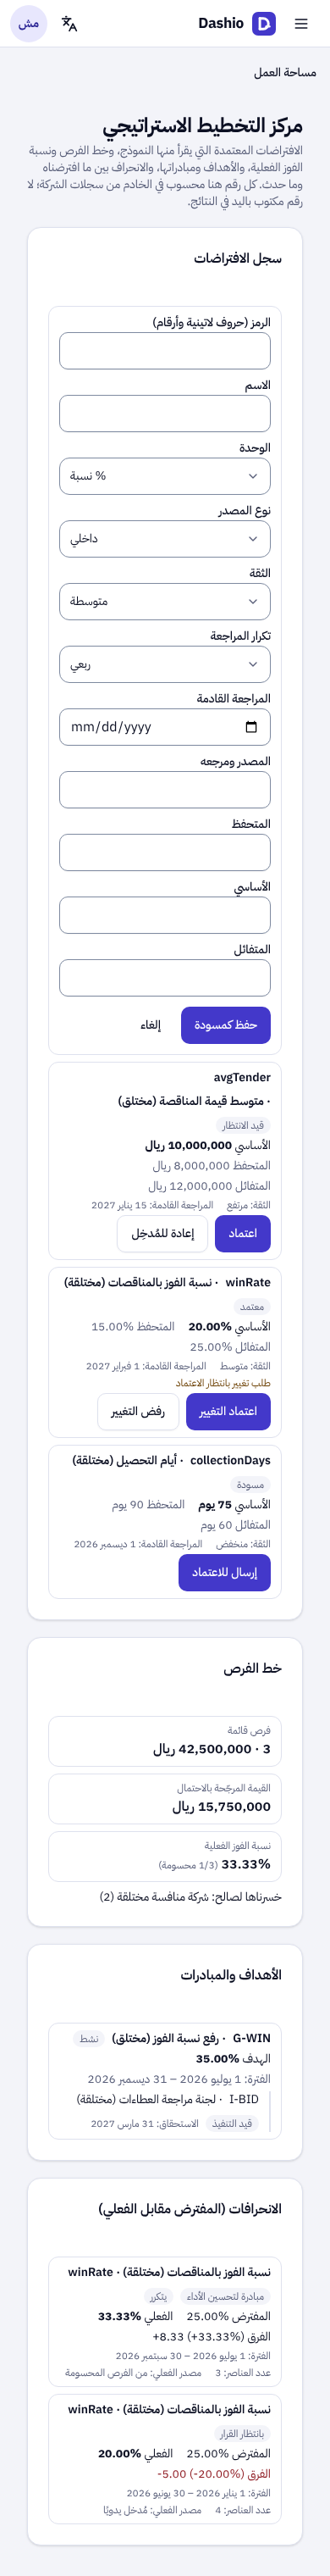 Dashio
مش
مساحة العمل
مركز التخطيط الاستراتيجي
الافتراضات المعتمدة التي يقرأ منها النموذج، وخط الفرص ونسبة
الفوز الفعلية، والأهداف ومبادراتها، والانحراف بين ما افترضناه
وما حدث. كل رقم هنا محسوب في الخادم من سجلات الشركة؛ لا
رقم مكتوب باليد في النتائج.
سجل الافتراضات
الرمز (حروف لاتينية وأرقام)
الاسم
الوحدة
نسبة %
نوع المصدر
داخلي
الثقة
متوسطة
تكرار المراجعة
ربعي
المراجعة القادمة
mm/dd/yyyy
المصدر ومرجعه
المتحفظ
الأساسي
المتفائل
حفظ كمسودة
إلغاء
avgTender
· متوسط قيمة المناقصة (مختلق)
قيد الانتظار
الأساسي 10,000,000 ريال
المتحفظ 8,000,000 ريال
المتفائل 12,000,000 ريال
الثقة: مرتفع المراجعة القادمة: 15 يناير 2027
اعتماد
إعادة للمُدخِل
winRate · نسبة الفوز بالمناقصات (مختلقة)
معتمد
الأساسي 20.00% المتحفظ 15.00%
المتفائل 25.00%
الثقة: متوسط المراجعة القادمة: 1 فبراير 2027
طلب تغيير بانتظار الاعتماد
اعتماد التغيير
رفض التغيير
collectionDays · أيام التحصيل (مختلقة)
مسودة
الأساسي 75 يوم المتحفظ 90 يوم
المتفائل 60 يوم
الثقة: منخفض المراجعة القادمة: 1 ديسمبر 2026
إرسال للاعتماد
خط الفرص
فرص قائمة
3 · 42,500,000 ريال
القيمة المرجّحة بالاحتمال
15,750,000 ريال
نسبة الفوز الفعلية
33.33% (1/3 محسومة)
خسرناها لصالح: شركة منافسة مختلقة (2)
الأهداف والمبادرات
G-WIN · رفع نسبة الفوز (مختلق) نشط
الهدف 35.00%
الفترة: 1 يوليو 2026 – 31 ديسمبر 2026
I-BID · لجنة مراجعة العطاءات (مختلقة)
قيد التنفيذ الاستحقاق: 31 مارس 2027
الانحرافات (المفترض مقابل الفعلي)
نسبة الفوز بالمناقصات (مختلقة) · winRate
مبادرة لتحسين الأداء يتكرر
المفترض 25.00% الفعلي 33.33%
الفرق +8.33 (+33.33%)
الفترة: 1 يوليو 2026 – 30 سبتمبر 2026
عدد العناصر: 3 مصدر الفعلي: من الفرص المحسومة
نسبة الفوز بالمناقصات (مختلقة) · winRate
بانتظار القرار
المفترض 25.00% الفعلي 20.00%
الفرق -5.00 (-20.00%)
الفترة: 1 يناير 2026 – 30 يونيو 2026
عدد العناصر: 4 مصدر الفعلي: مُدخل يدويًا